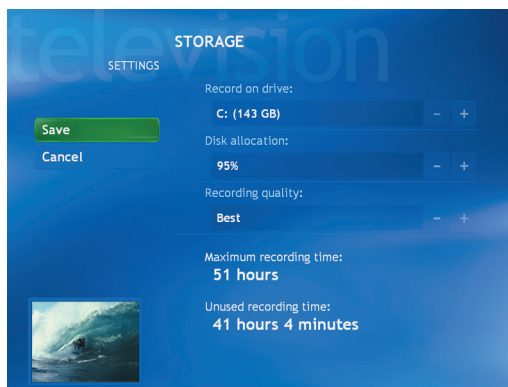 television
STORAGE
SETTINGS
Record on drive:
C: (143 GB) - +
Save
Disk allocation:
Cancel
95% - +
Recording quality:
Best - +
Maximum recording time:
51 hours
Unused recording time:
41 hours 4 minutes